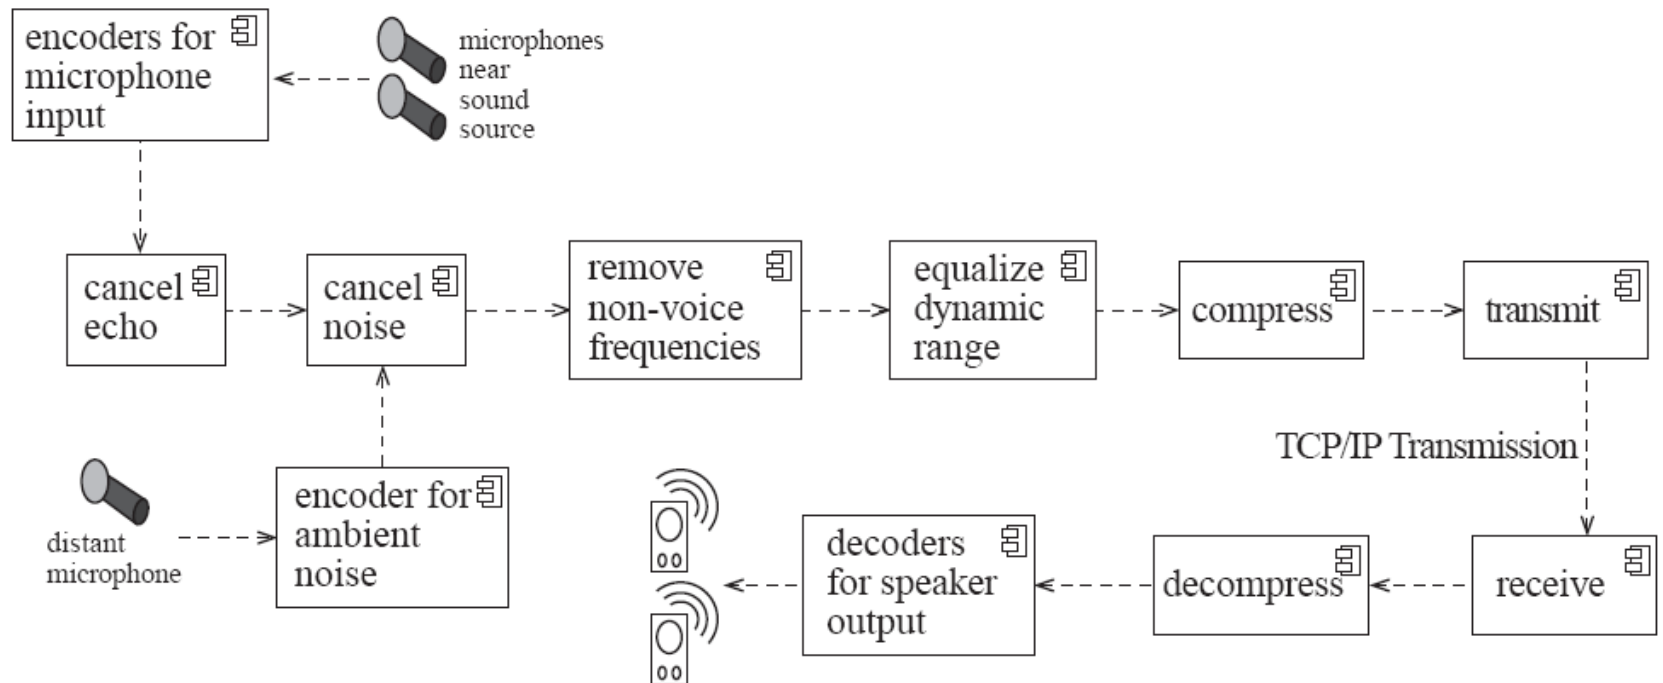 encoders for
microphone
input
microphones
near
sound
source
cancel
echo
cancel
noise
remove
non-voice
frequencies
equalize
dynamic
range
compress
transmit
TCP/IP Transmission
distant
microphone
encoder for
ambient
noise
decoders
for speaker
output
decompress
receive